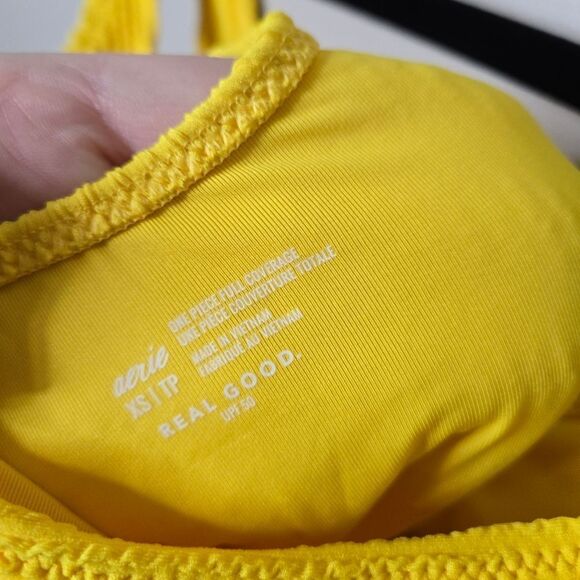 aerie
XS | TP
ONE PIECE FULL COVERAGE
UNE PIECE COUVERTURE TOTALE
MADE IN VIETNAM
FABRIQUÉ AU VIETNAM
REAL GOOD.
UPF 50